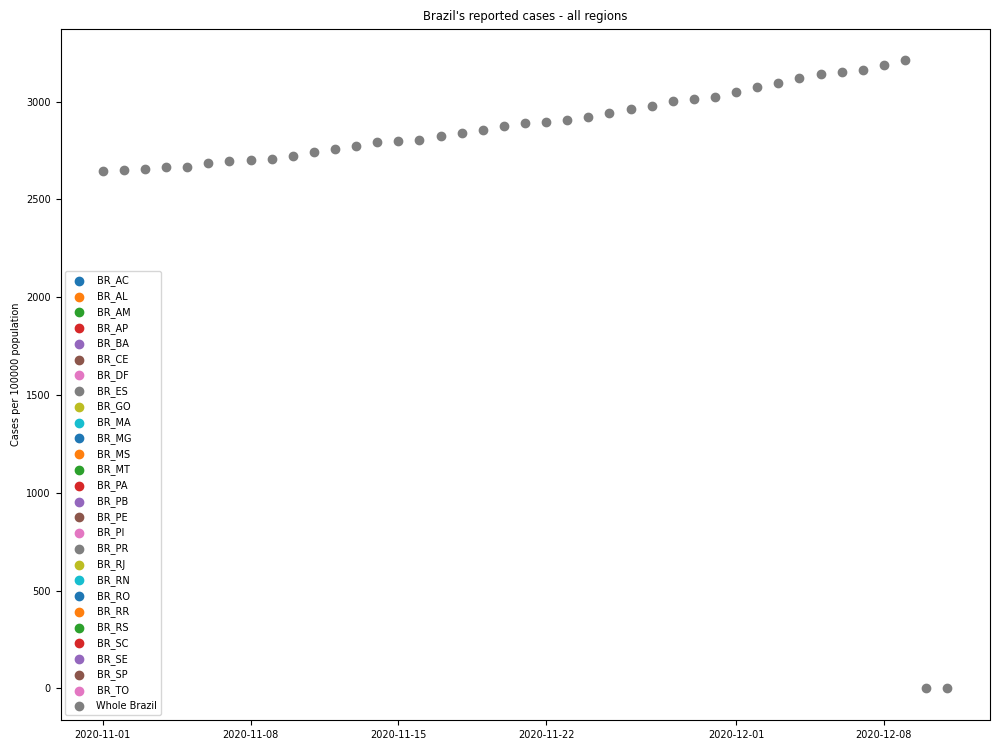 Brazil's reported cases - all regions
Cases per 100000 population
3000
2500
2000
1500
1000
500
0
BR_AC
BR_AL
BR_AM
BR_AP
BR_BA
BR_CE
BR_DF
BR_ES
BR_GO
BR_MA
BR_MG
BR_MS
BR_MT
BR_PA
BR_PB
BR_PE
BR_PI
BR_PR
BR_RJ
BR_RN
BR_RO
BR_RR
BR_RS
BR_SC
BR_SE
BR_SP
BR_TO
Whole Brazil
2020-11-01 2020-11-08 2020-11-15 2020-11-22 2020-12-01 2020-12-08